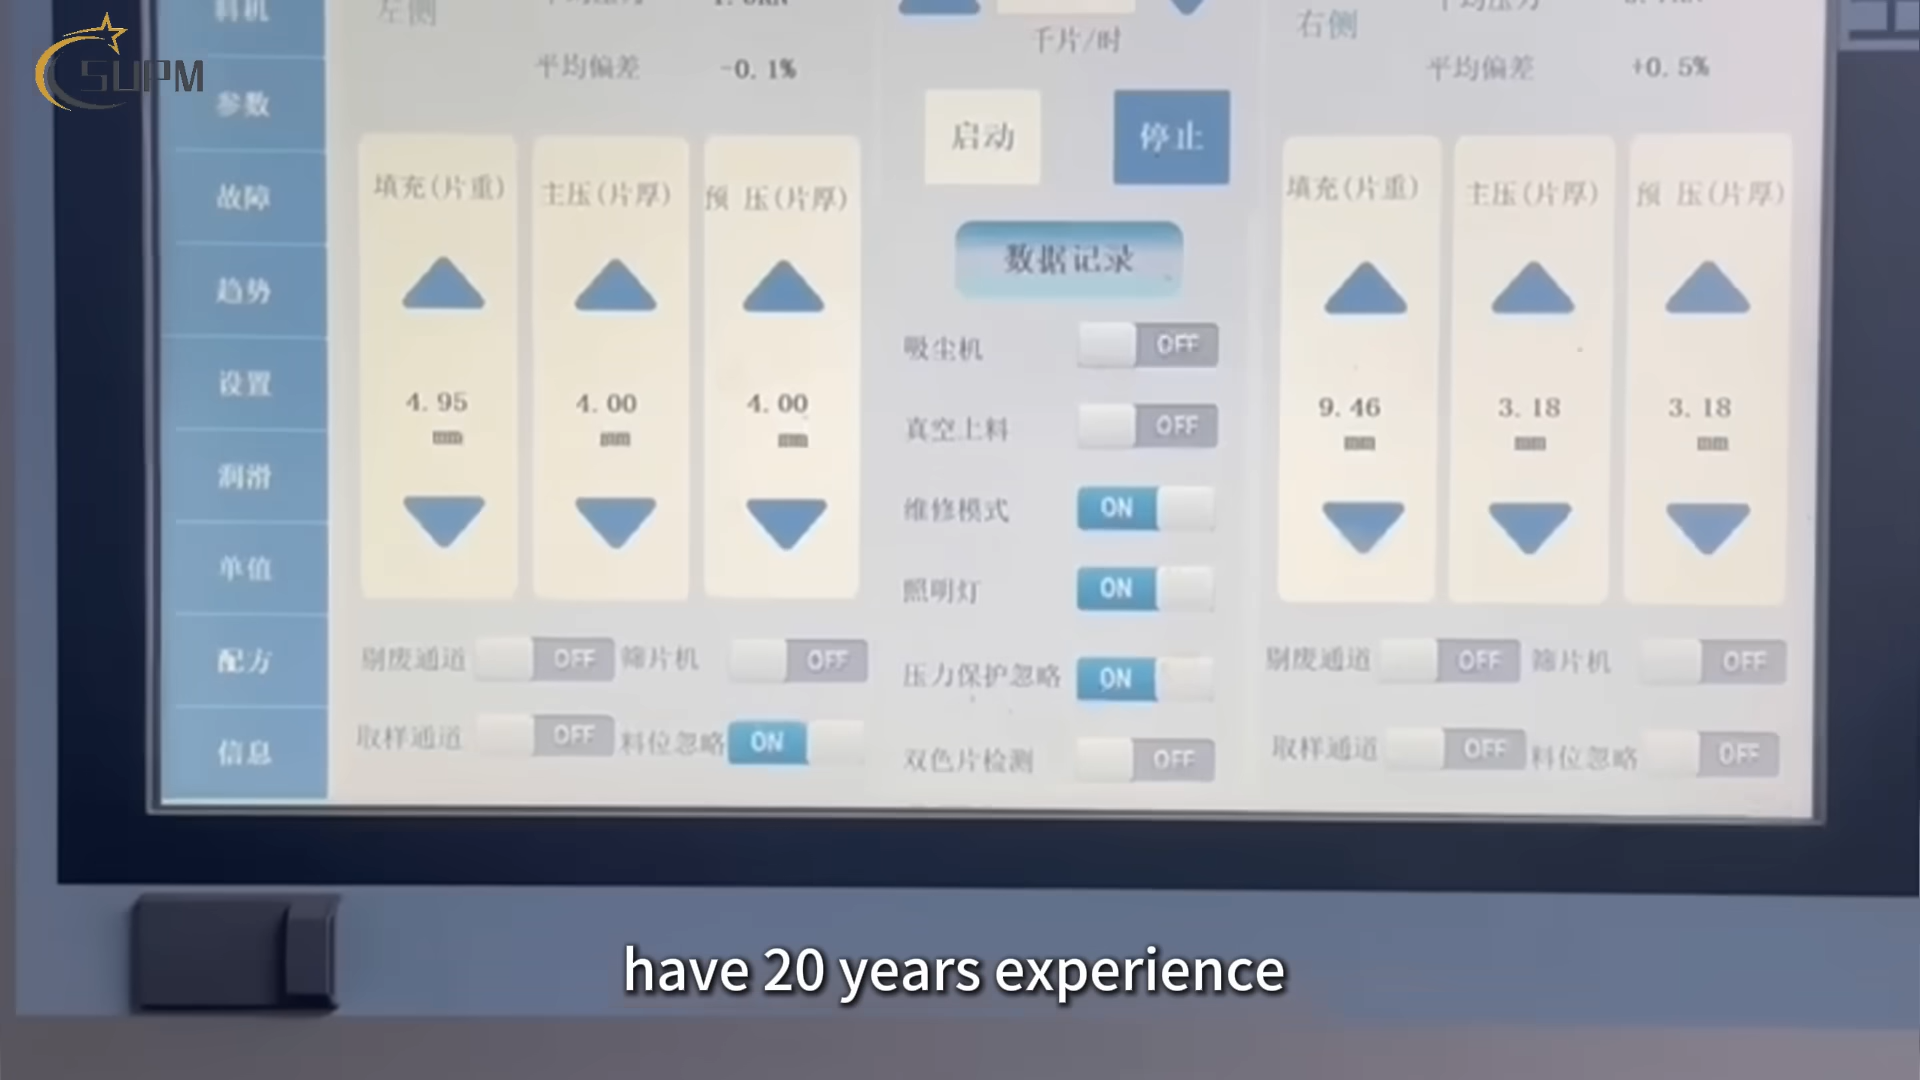 SUPM
料机
参数
故障
趋势
设置
润滑
单值
配方
信息
左侧
平均偏差 -0.1%
填充(片重)
4.95
mm
主压(片厚)
4.00
mm
预 压(片厚)
4.00
mm
剔废通道 OFF 筛片机 OFF
取样通道 OFF 料位忽略 ON
千片/时
启动 停止
数据记录
吸尘机 OFF
真空上料 OFF
维修模式 ON
照明灯 ON
压力保护忽略 ON
双色片检测 OFF
右侧
平均偏差 +0.5%
填充(片重)
9.46
mm
主压(片厚)
3.18
mm
预 压(片厚)
3.18
mm
剔废通道 OFF 筛片机 OFF
取样通道 OFF 料位忽略 OFF
have 20 years experience